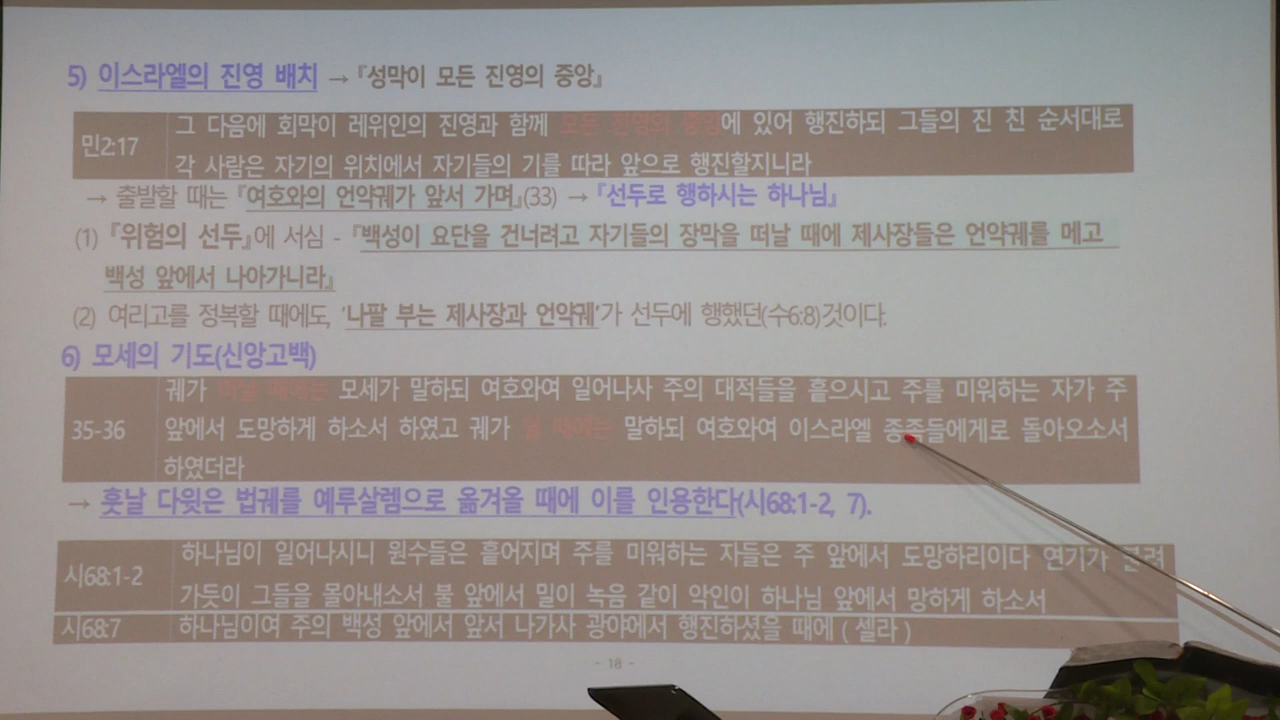 5) 이스라엘의 진영 배치 → 『성막이 모든 진영의 중앙』
민2:17
그 다음에 회막이 레위인의 진영과 함께 모든 진영의 중앙에 있어 행진하되 그들의 진 친 순서대로
각 사람은 자기의 위치에서 자기들의 기를 따라 앞으로 행진할지니라
→ 출발할 때는 『여호와의 언약궤가 앞서 가며』(33) → 『선두로 행하시는 하나님』
(1) 『위험의 선두』에 서심 - 『백성이 요단을 건너려고 자기들의 장막을 떠날 때에 제사장들은 언약궤를 메고
백성 앞에서 나아가니라』
(2) 여리고를 정복할 때에도, '나팔 부는 제사장과 언약궤'가 선두에 행했던(수6:8)것이다.
6) 모세의 기도(신앙고백)
35-36
궤가 떠날 때에는 모세가 말하되 여호와여 일어나사 주의 대적들을 흩으시고 주를 미워하는 자가 주
앞에서 도망하게 하소서 하였고 궤가 쉴 때에는 말하되 여호와여 이스라엘 종족들에게로 돌아오소서
하였더라
→ 훗날 다윗은 법궤를 예루살렘으로 옮겨올 때에 이를 인용한다(시68:1-2, 7).
시68:1-2
하나님이 일어나시니 원수들은 흩어지며 주를 미워하는 자들은 주 앞에서 도망하리이다 연기가 불려
가듯이 그들을 몰아내소서 불 앞에서 밀이 녹음 같이 악인이 하나님 앞에서 망하게 하소서
시68:7
하나님이여 주의 백성 앞에서 앞서 나가사 광야에서 행진하셨을 때에 ( 셀라 )
- 18 -